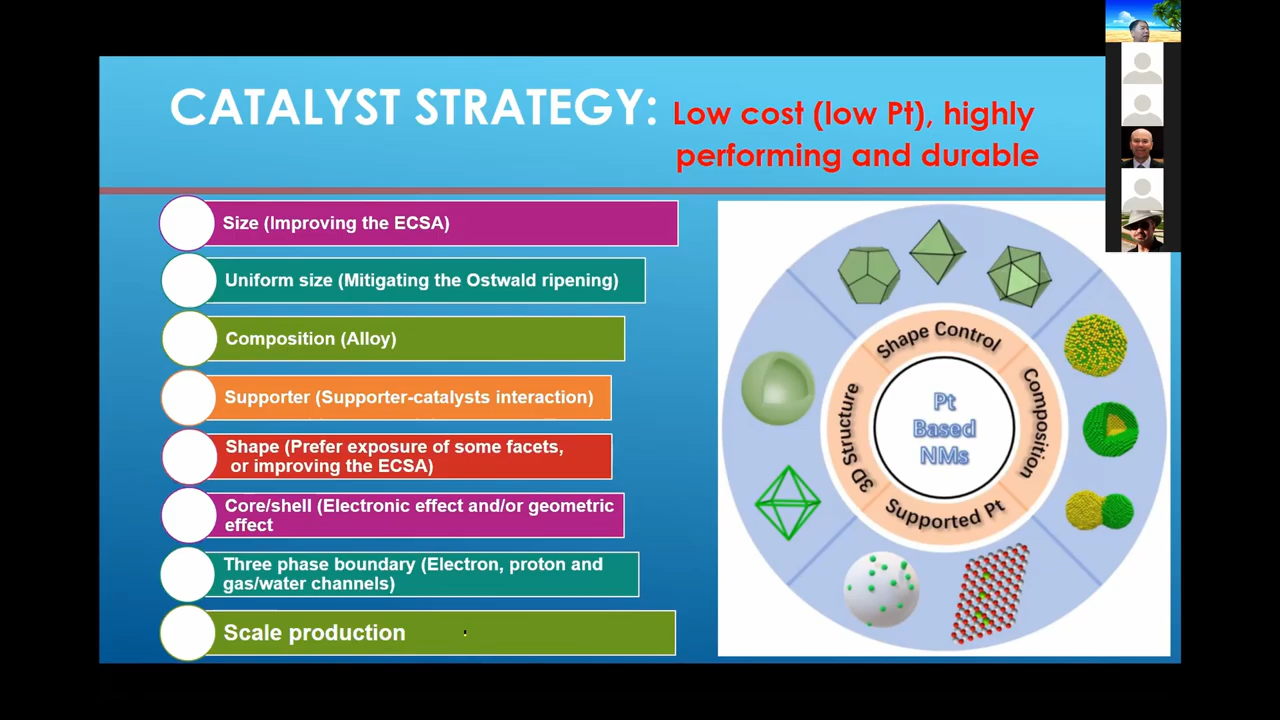 CATALYST STRATEGY: Low cost (low Pt), highly
performing and durable
Size (Improving the ECSA)
Uniform size (Mitigating the Ostwald ripening)
Composition (Alloy)
Supporter (Supporter-catalysts interaction)
Shape (Prefer exposure of some facets,
or improving the ECSA)
Core/shell (Electronic effect and/or geometric
effect
Three phase boundary (Electron, proton and
gas/water channels)
Scale production
Shape Control
Composition
Supported Pt
3D Structure
Pt
Based
NMs